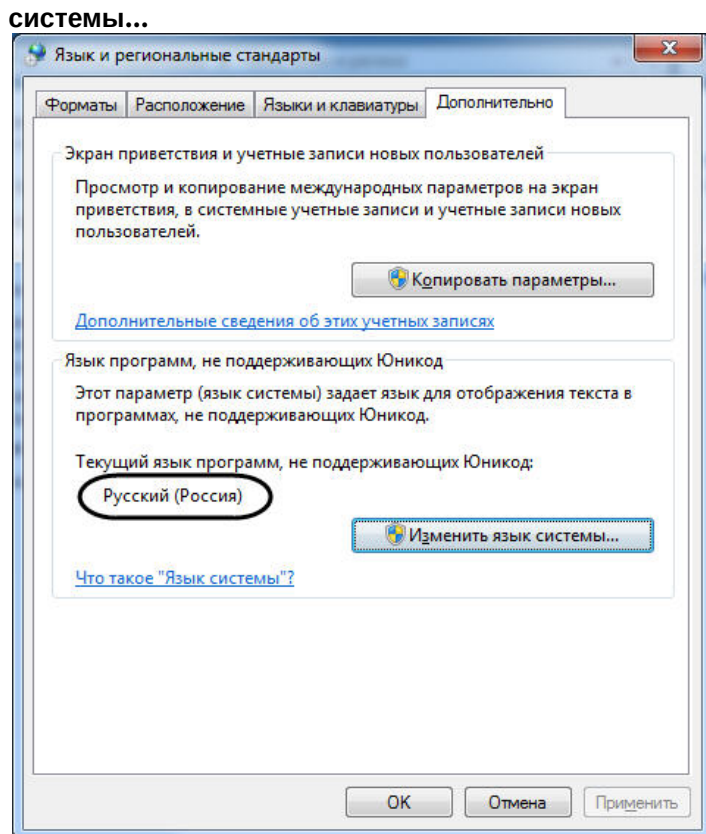 системы...
Язык и региональные стандарты
Форматы
Расположение
Языки и клавиатуры
Дополнительно
Экран приветствия и учетные записи новых пользователей
Просмотр и копирование международных параметров на экран
приветствия, в системные учетные записи и учетные записи новых
пользователей.
Копировать параметры...
Дополнительные сведения об этих учетных записях
Язык программ, не поддерживающих Юникод
Этот параметр (язык системы) задает язык для отображения текста в
программах, не поддерживающих Юникод.
Текущий язык программ, не поддерживающих Юникод:
Русский (Россия)
Изменить язык системы...
Что такое "Язык системы"?
ОК
Отмена
Применить